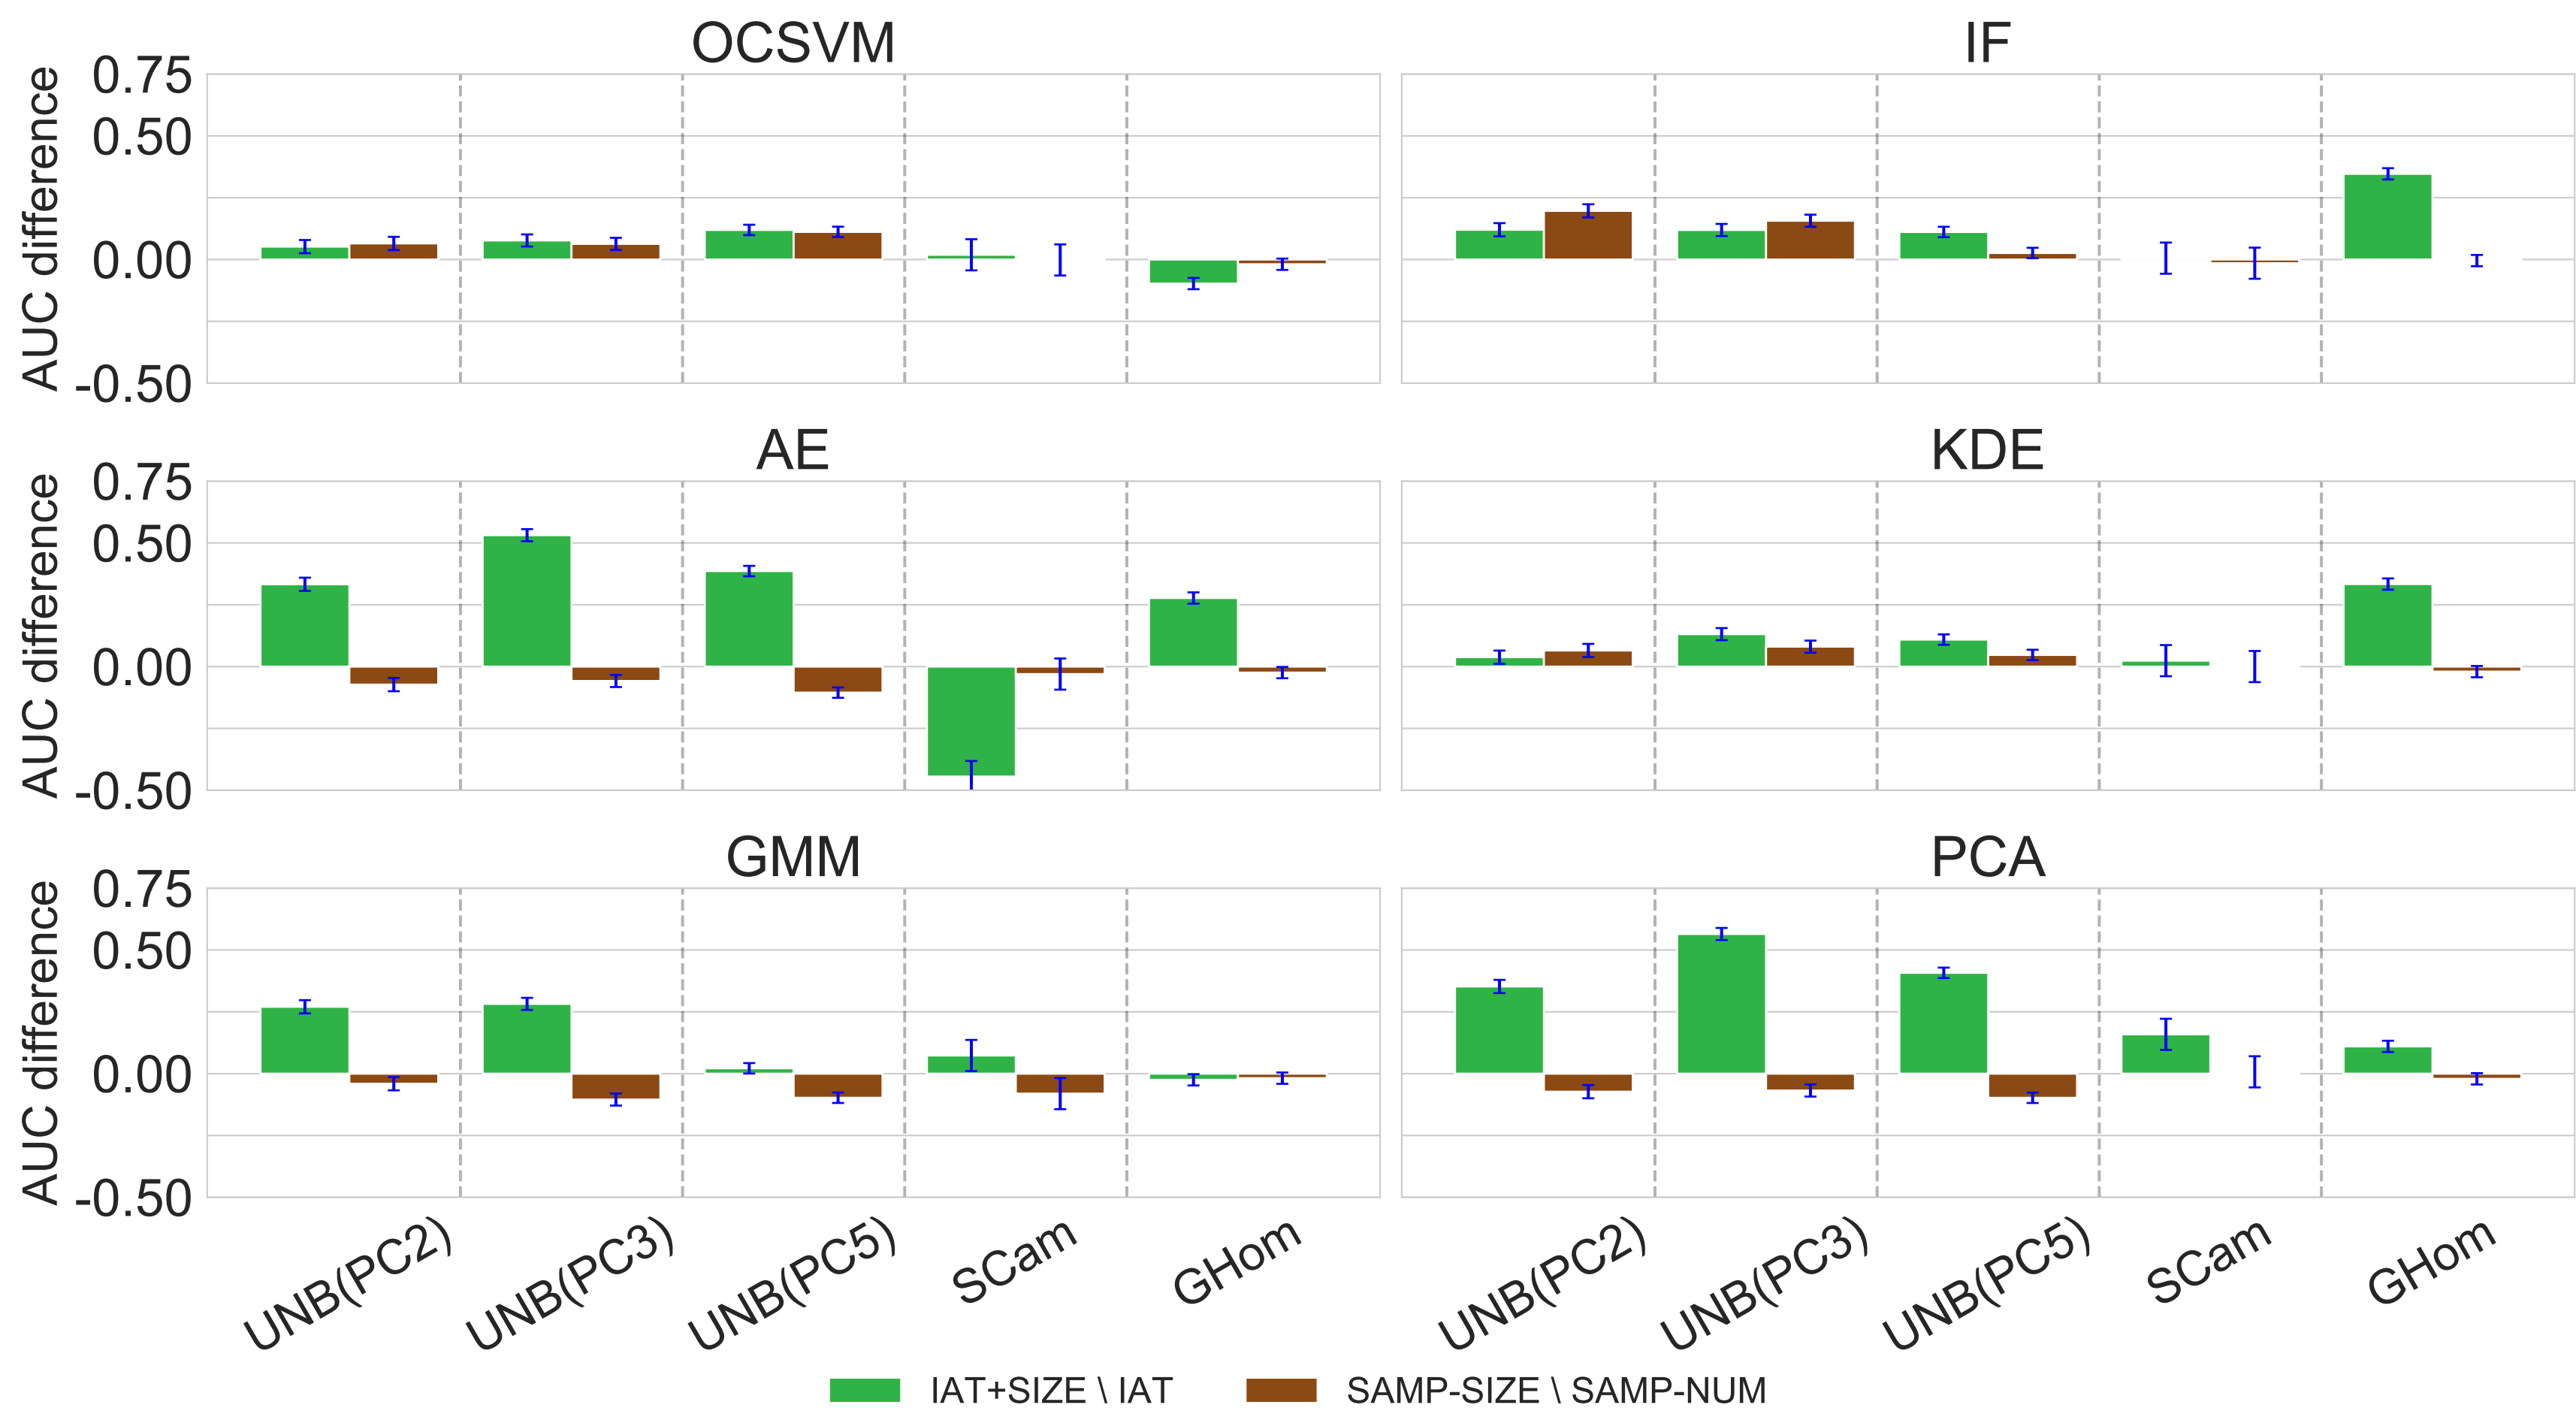 OCSVM
IF
AUC difference
0.75
0.50
0.00
-0.50
AE
KDE
AUC difference
0.75
0.50
0.00
-0.50
GMM
PCA
AUC difference
0.75
0.50
0.00
-0.50
UNB(PC2)
UNB(PC3)
UNB(PC5)
SCam
GHom
UNB(PC2)
UNB(PC3)
UNB(PC5)
SCam
GHom
IAT+SIZE \ IAT
SAMP-SIZE \ SAMP-NUM